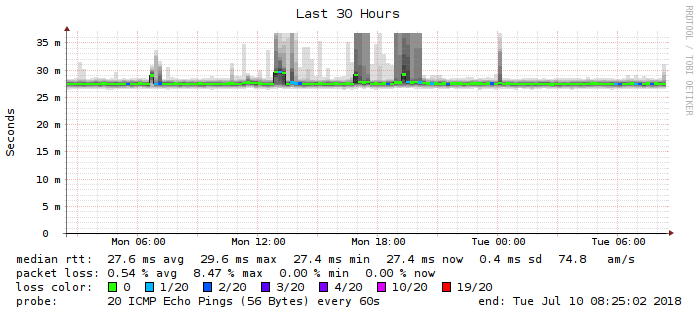 Last 30 Hours
RRDTOOL / TOBI OETIKER
Seconds
35 m
30 m
25 m
20 m
15 m
10 m
5 m
0
Mon 06:00 Mon 12:00 Mon 18:00 Tue 00:00 Tue 06:00
median rtt: 27.6 ms avg 29.6 ms max 27.4 ms min 27.4 ms now 0.4 ms sd 74.8 am/s
packet loss: 0.54 % avg 8.47 % max 0.00 % min 0.00 % now
loss color: 0 1/20 2/20 3/20 4/20 10/20 19/20
probe: 20 ICMP Echo Pings (56 Bytes) every 60s end: Tue Jul 10 08:25:02 2018